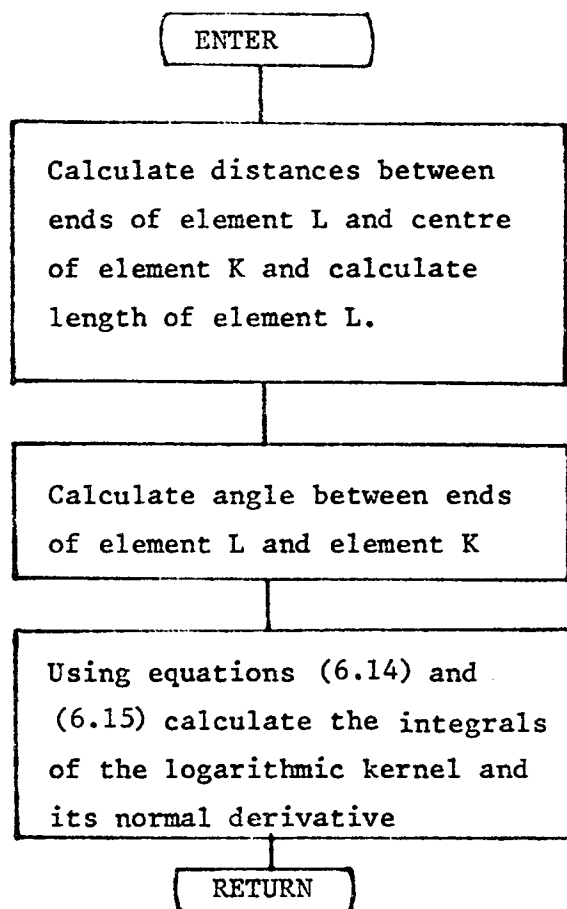 ENTER
Calculate distances between
ends of element L and centre
of element K and calculate
length of element L.
Calculate angle between ends
of element L and element K
Using equations (6.14) and
(6.15) calculate the integrals
of the logarithmic kernel and
its normal derivative
RETURN